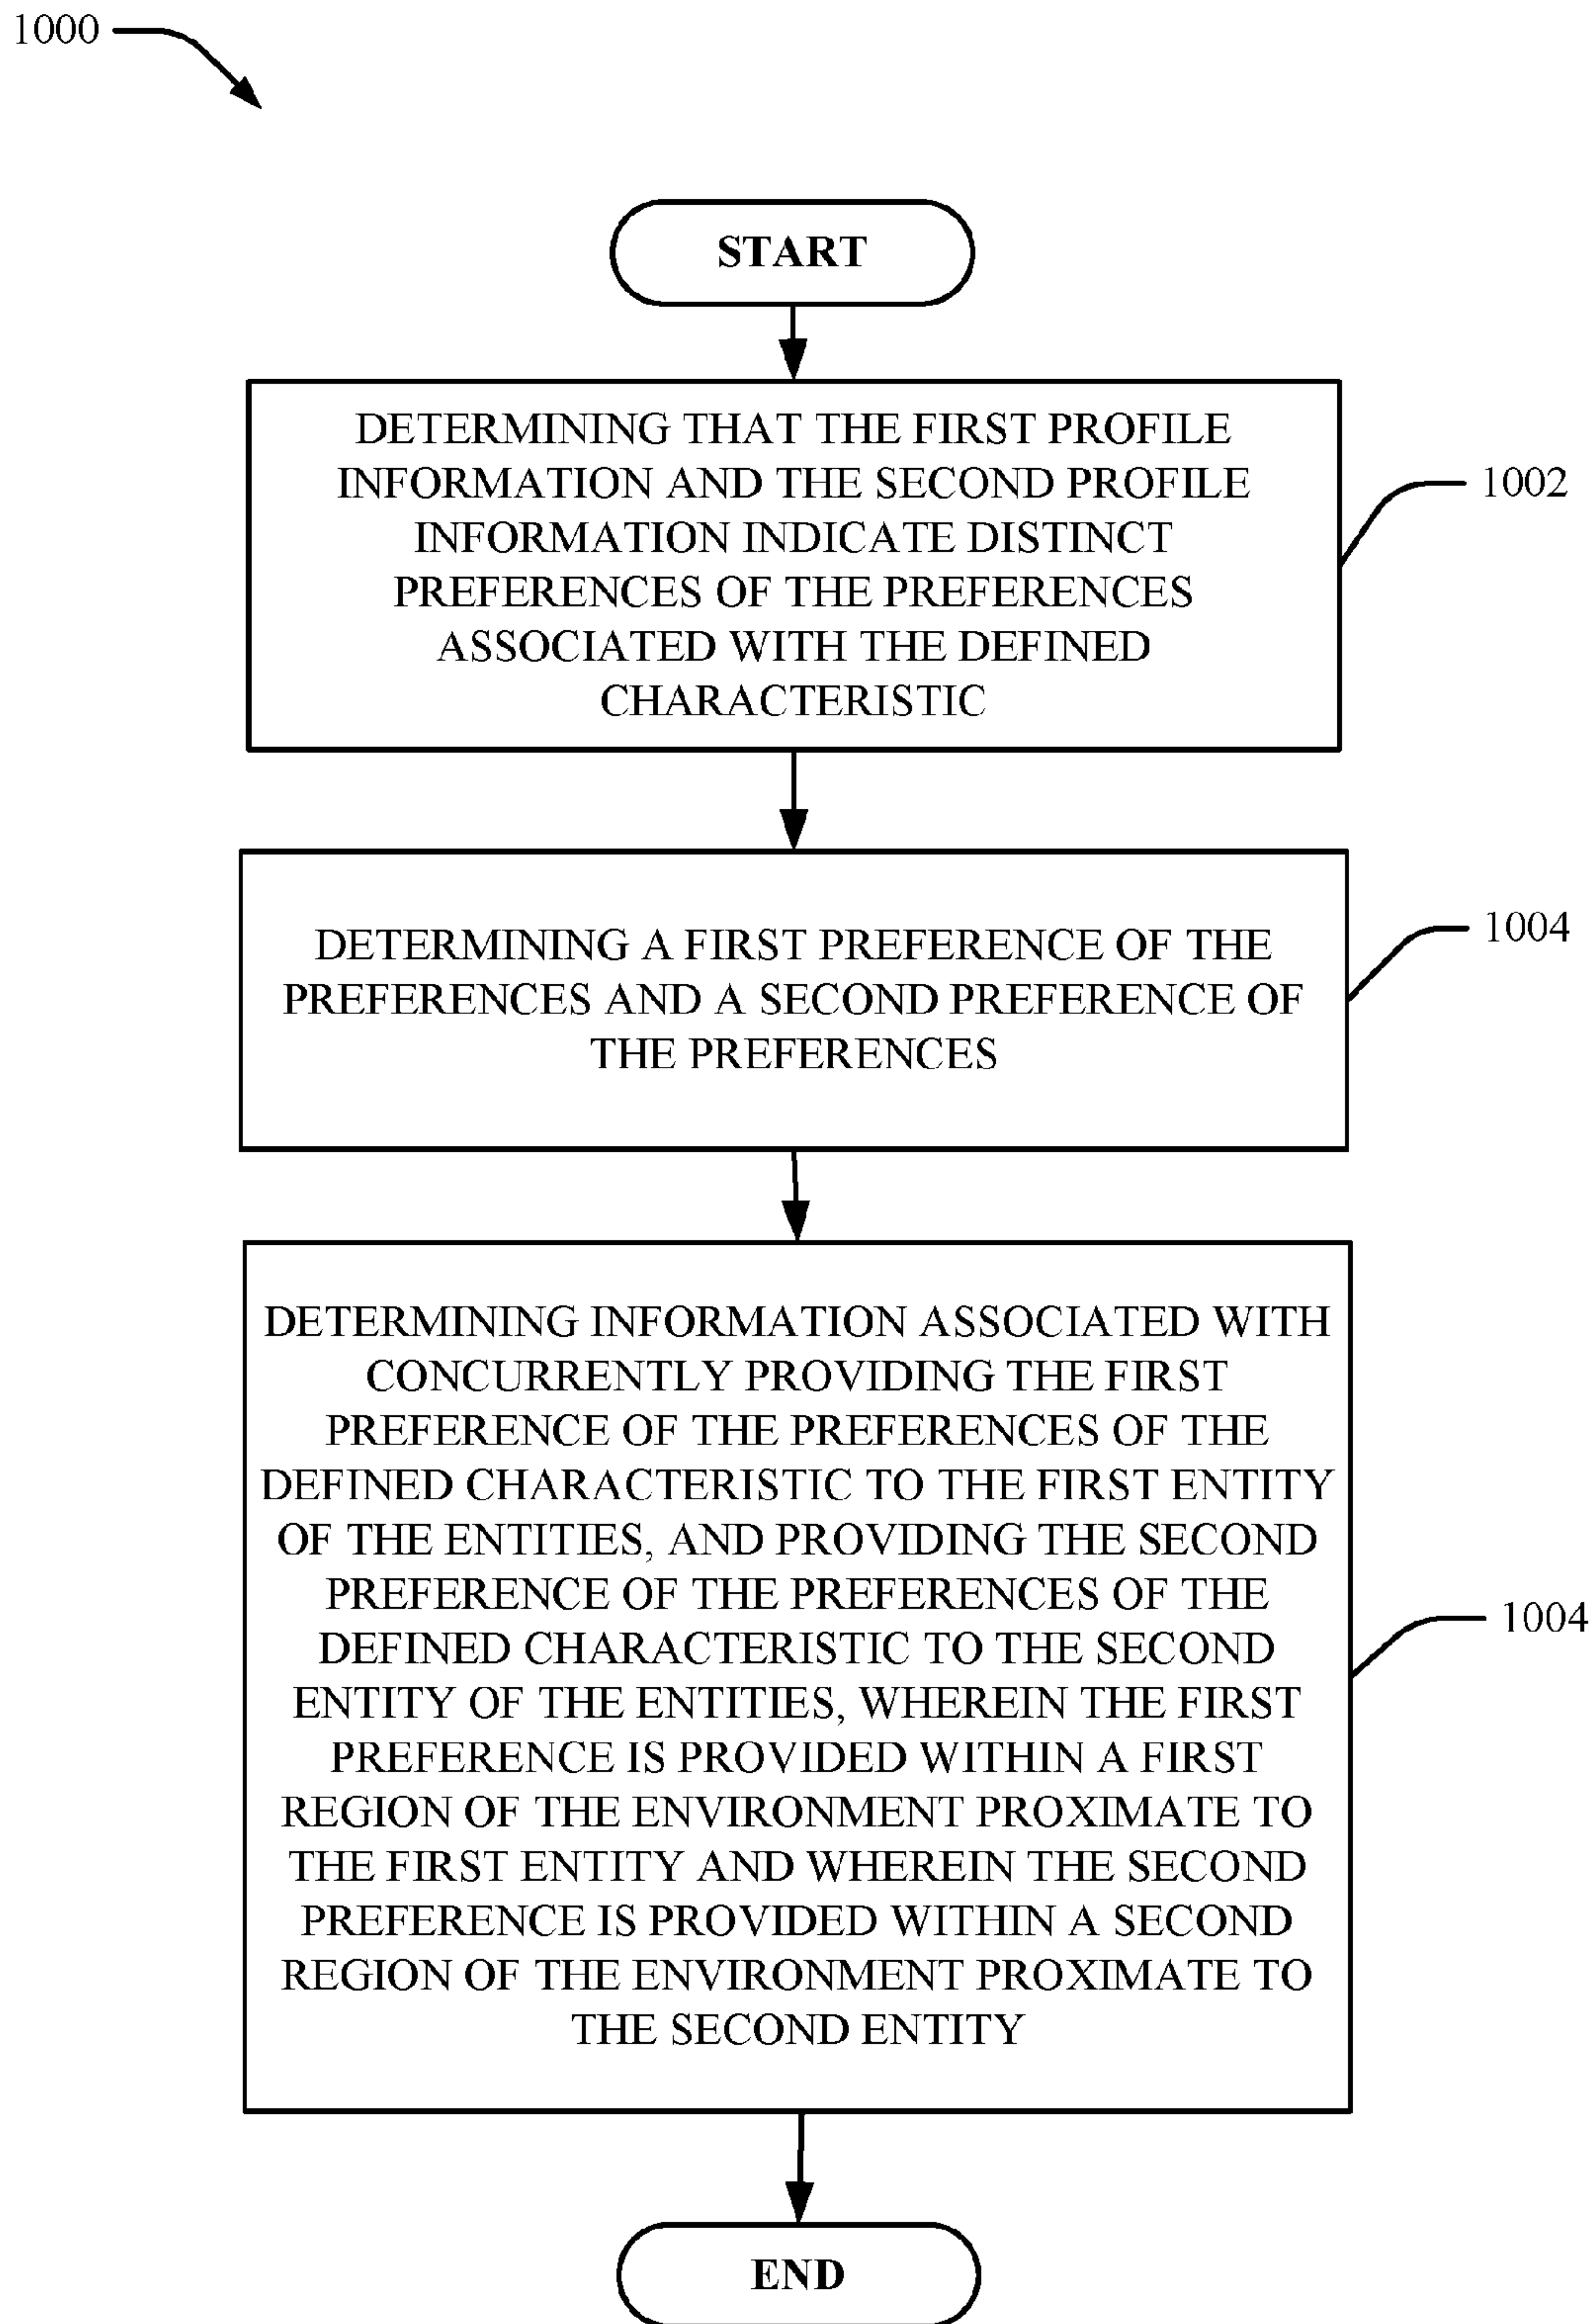 1000
START
DETERMINING THAT THE FIRST PROFILE
INFORMATION AND THE SECOND PROFILE
INFORMATION INDICATE DISTINCT
PREFERENCES OF THE PREFERENCES
ASSOCIATED WITH THE DEFINED
CHARACTERISTIC
1002
DETERMINING A FIRST PREFERENCE OF THE
PREFERENCES AND A SECOND PREFERENCE OF
THE PREFERENCES
1004
DETERMINING INFORMATION ASSOCIATED WITH
CONCURRENTLY PROVIDING THE FIRST
PREFERENCE OF THE PREFERENCES OF THE
DEFINED CHARACTERISTIC TO THE FIRST ENTITY
OF THE ENTITIES, AND PROVIDING THE SECOND
PREFERENCE OF THE PREFERENCES OF THE
DEFINED CHARACTERISTIC TO THE SECOND
ENTITY OF THE ENTITIES, WHEREIN THE FIRST
PREFERENCE IS PROVIDED WITHIN A FIRST
REGION OF THE ENVIRONMENT PROXIMATE TO
THE FIRST ENTITY AND WHEREIN THE SECOND
PREFERENCE IS PROVIDED WITHIN A SECOND
REGION OF THE ENVIRONMENT PROXIMATE TO
THE SECOND ENTITY
1004
END